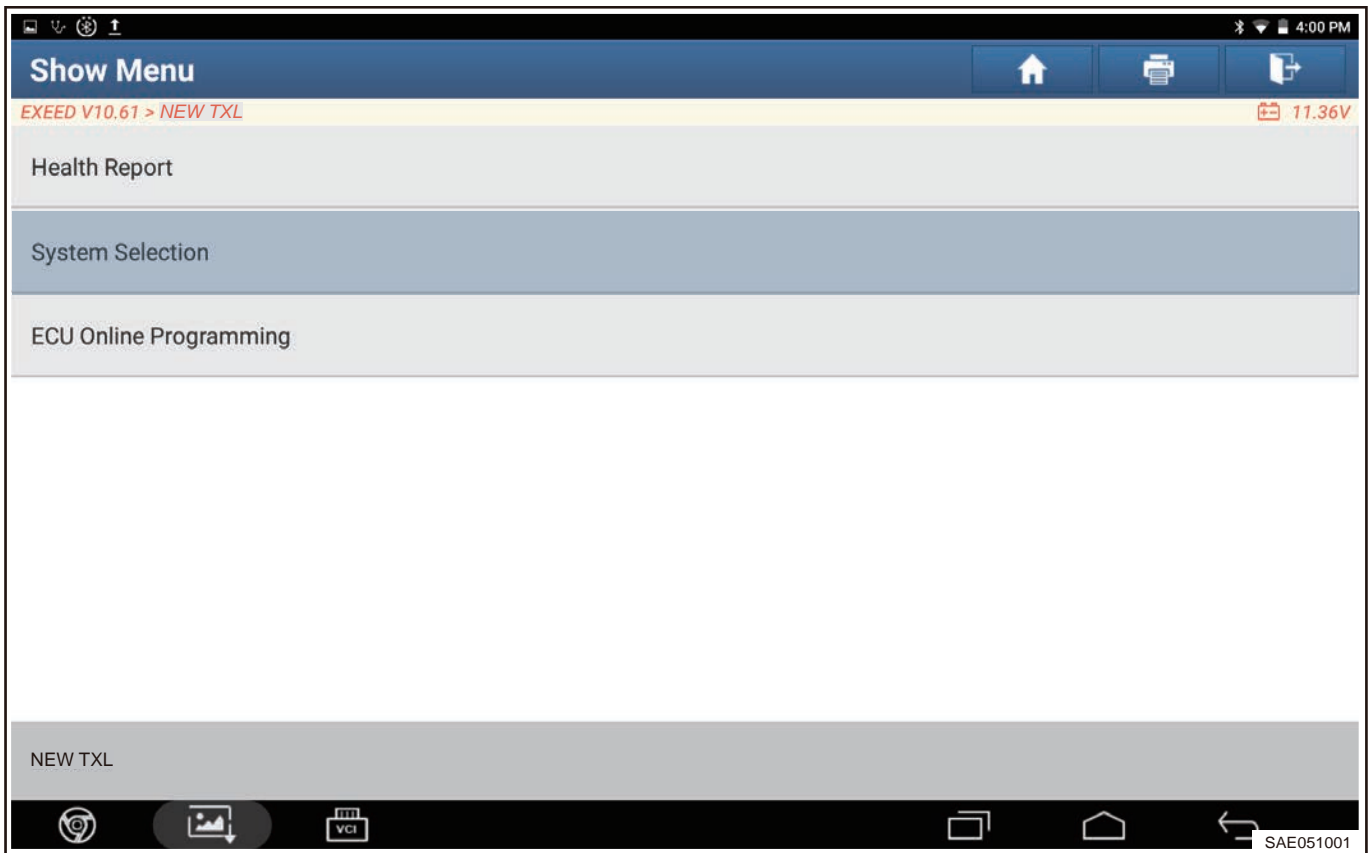 4:00 PM
Show Menu
EXEED V10.61 > NEW TXL
11.36V
Health Report
System Selection
ECU Online Programming
NEW TXL
VCI
SAE051001